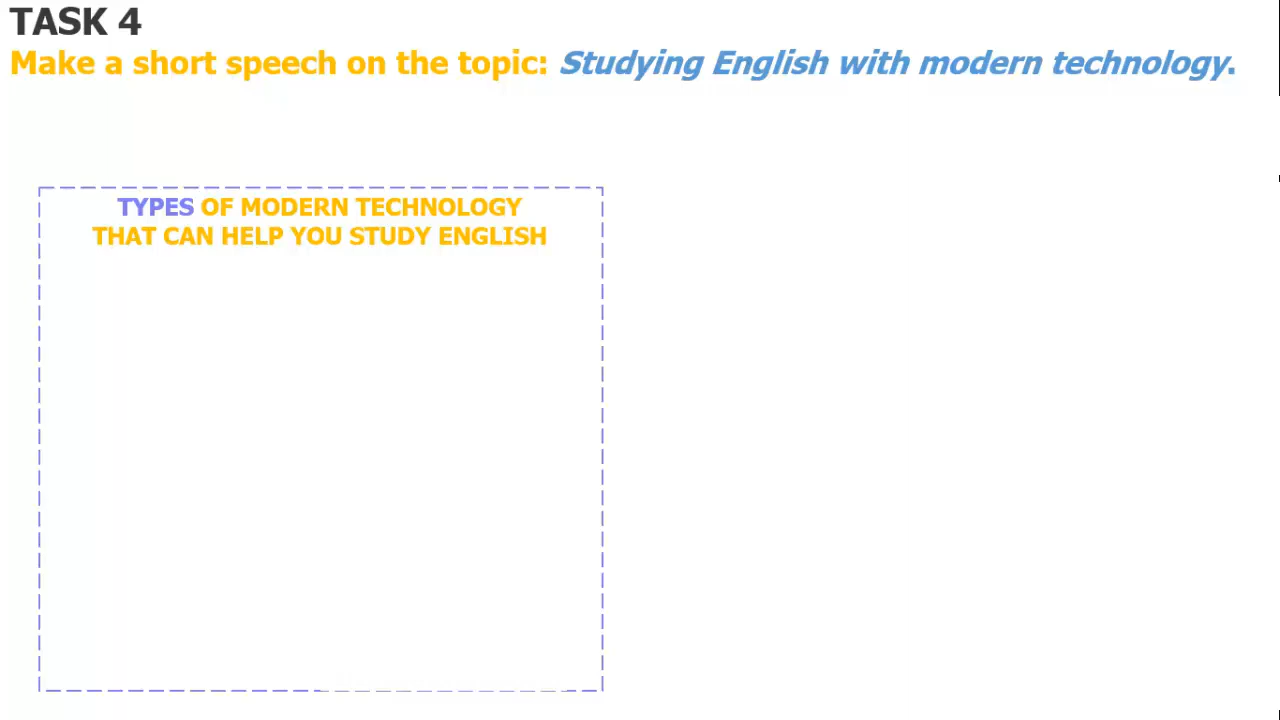 TASK 4
Make a short speech on the topic: Studying English with modern technology.
TYPES OF MODERN TECHNOLOGY
THAT CAN HELP YOU STUDY ENGLISH